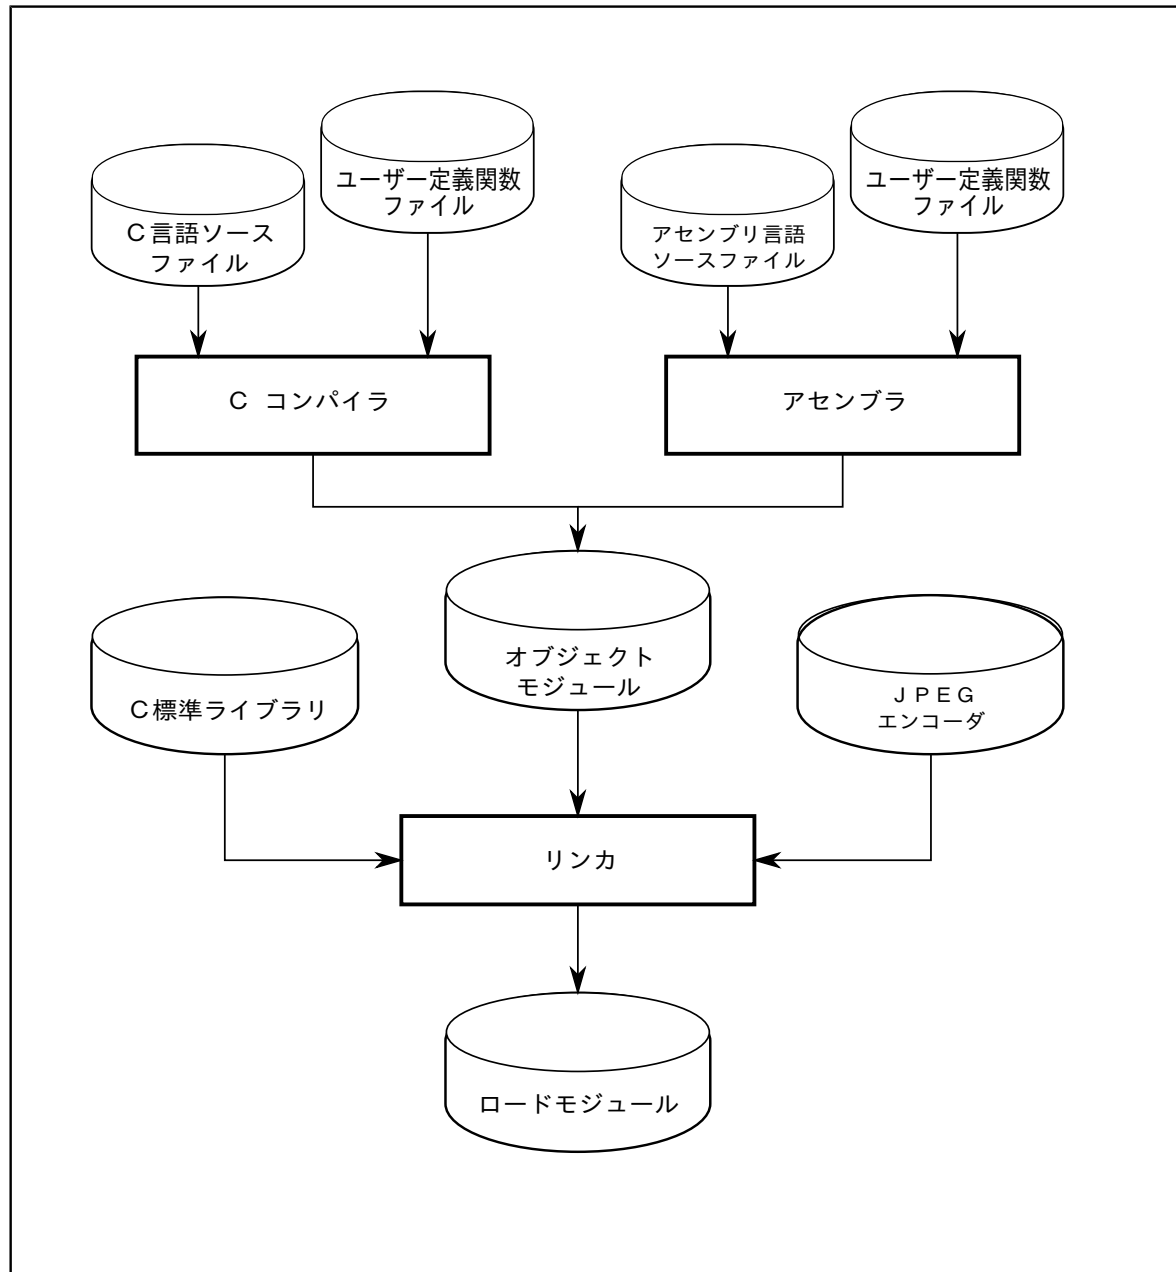 ユーザー定義関数
ファイル
C言語ソース
ファイル
ユーザー定義関数
ファイル
アセンブリ言語
ソースファイル
C コンパイラ
アセンブラ
オブジェクト
モジュール
C標準ライブラリ
JPEG
エンコーダ
リンカ
ロードモジュール